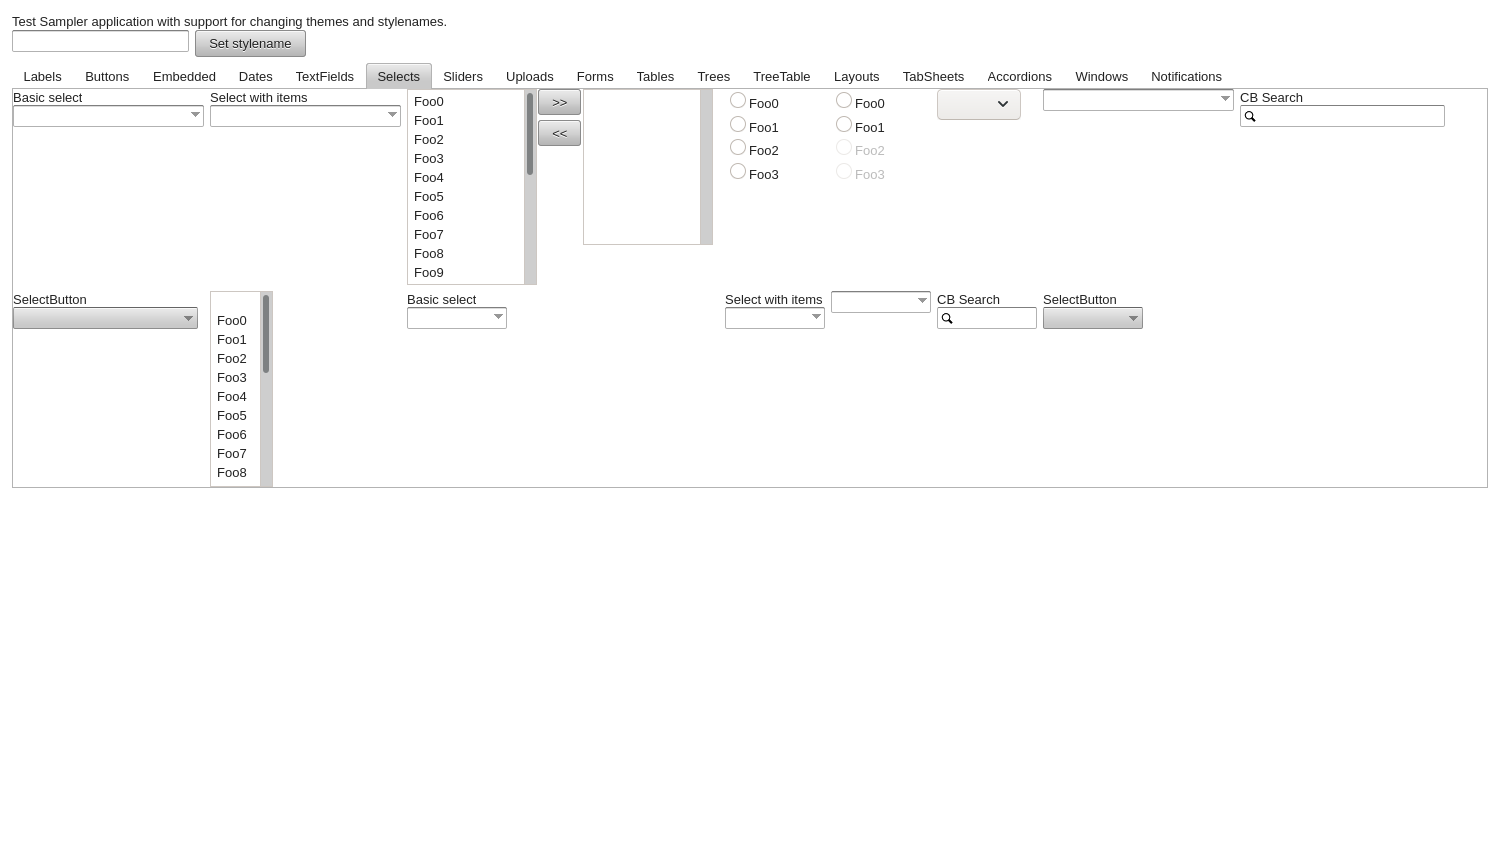 Test Sampler application with support for changing themes and stylenames.
Set stylename
Labels Buttons Embedded Dates TextFields Selects Sliders Uploads Forms Tables Trees TreeTable Layouts TabSheets Accordions Windows Notifications
Basic select
Select with items
Foo0
Foo1
Foo2
Foo3
Foo4
Foo5
Foo6
Foo7
Foo8
Foo9
>>
<<
Foo0
Foo1
Foo2
Foo3
Foo0
Foo1
Foo2
Foo3
CB Search
SelectButton
Foo0
Foo1
Foo2
Foo3
Foo4
Foo5
Foo6
Foo7
Foo8
Basic select
Select with items
CB Search
SelectButton